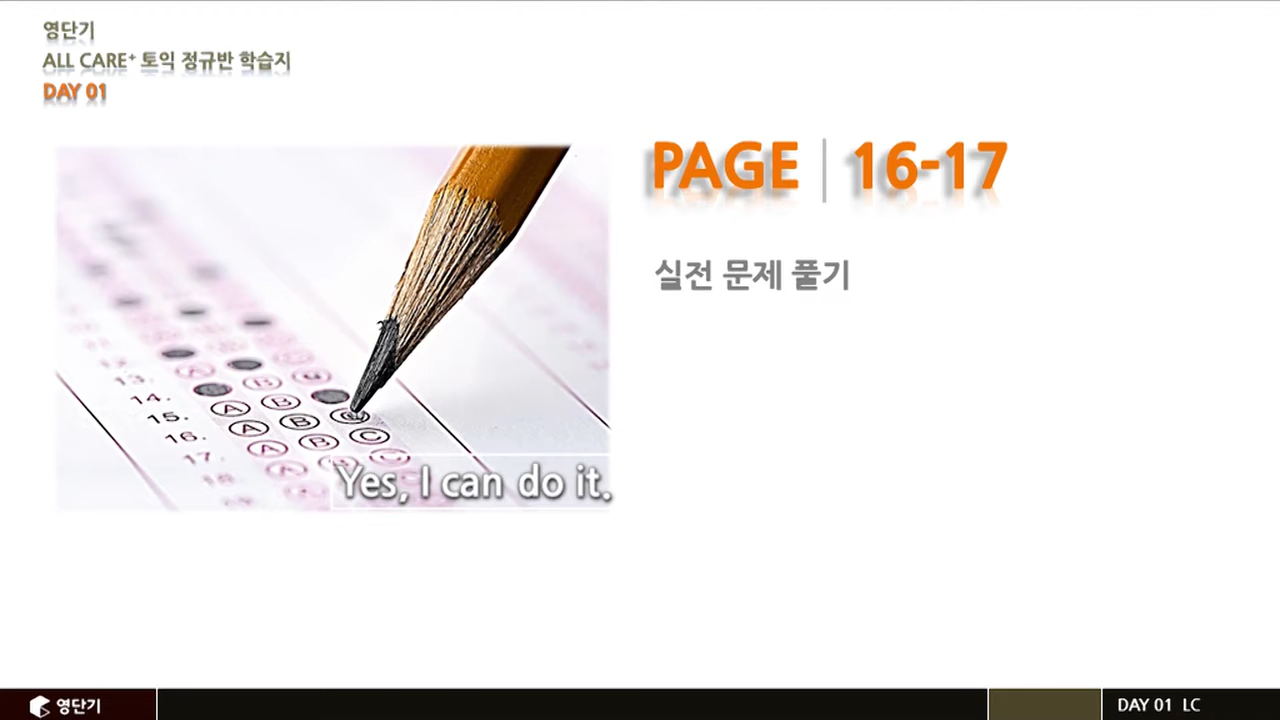 영단기
ALL CARE⁺ 토익 정규반 학습지
DAY 01
PAGE | 16-17
실전 문제 풀기
13.
14.
15.
16.
17.
A B
A B C
A B C
A B C
Yes, I can do it.
영단기
DAY 01 LC